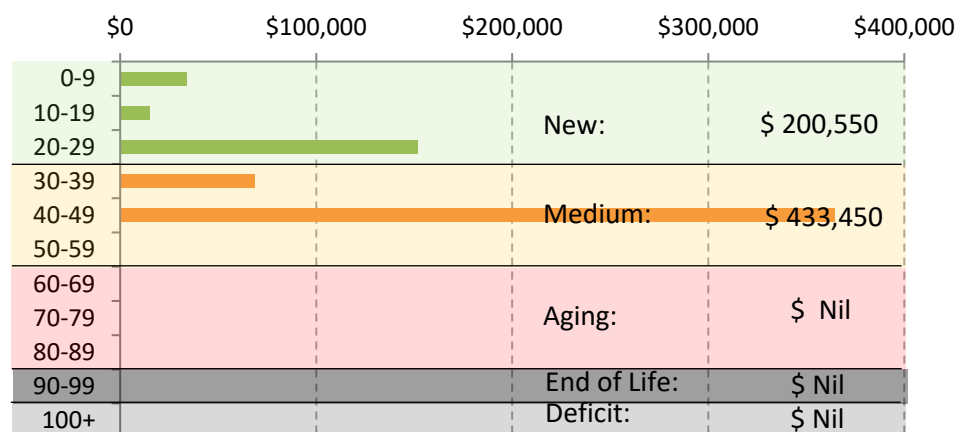 $0 $100,000 $200,000 $300,000 $400,000
0-9
10-19
New: $ 200,550
20-29
30-39
40-49 Medium: $ 433,450
50-59
60-69
70-79 Aging: $ Nil
80-89
90-99 End of Life: $ Nil
100+ Deficit: $ Nil